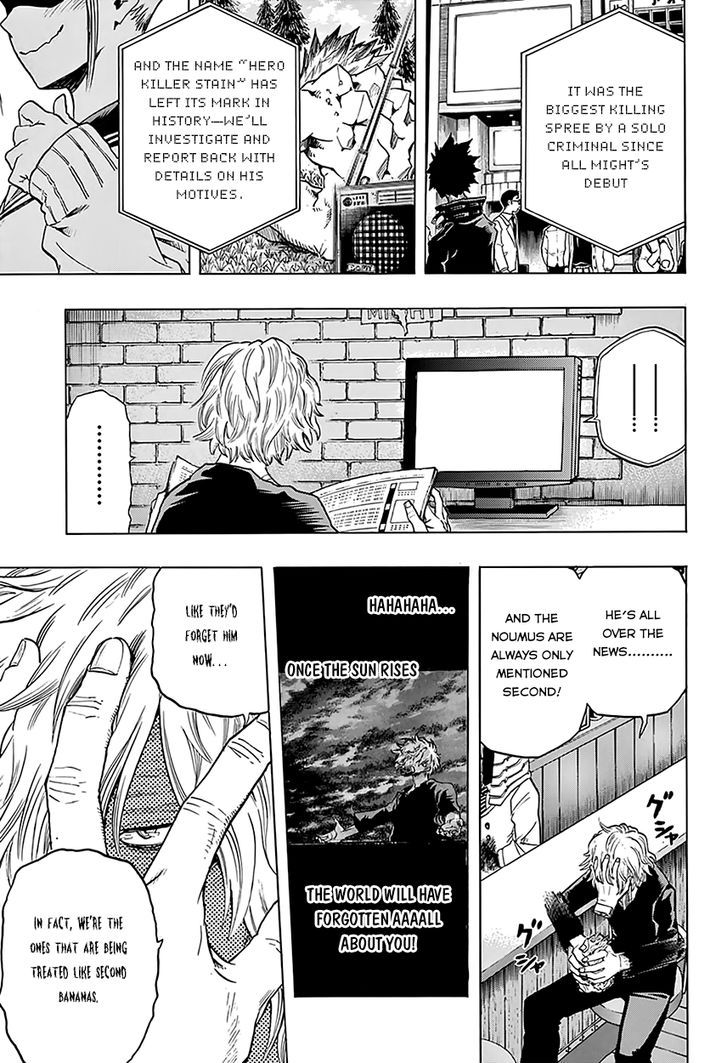 IT WAS THE
BIGGEST KILLING
SPREE BY A SOLO
CRIMINAL SINCE
ALL MIGHT'S
DEBUT
AND THE NAME "HERO
KILLER STAIN" HAS
LEFT ITS MARK IN
HISTORY—WE'LL
INVESTIGATE AND
REPORT BACK WITH
DETAILS ON HIS
MOTIVES.
.......
.......
........
HE'S ALL
OVER THE
NEWS..........
AND THE
NOUMUS ARE
ALWAYS ONLY
MENTIONED
SECOND!
グシャ
HAHAHAHA...
ONCE THE SUN RISES
THE WORLD WILL HAVE
FORGOTTEN AAAALL
ABOUT YOU!
LIKE THEY'D
FORGET HIM
NOW...
IN FACT, WE'RE THE
ONES THAT ARE BEING
TREATED LIKE SECOND
BANANAS.